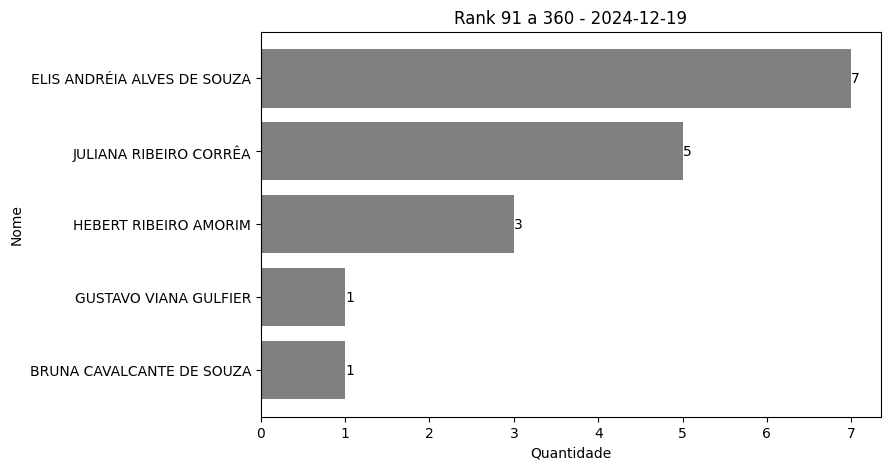 Rank 91 a 360 - 2024-12-19
Nome
ELIS ANDRÉIA ALVES DE SOUZA
7
JULIANA RIBEIRO CORRÊA
5
HEBERT RIBEIRO AMORIM
3
GUSTAVO VIANA GULFIER
1
BRUNA CAVALCANTE DE SOUZA
1
0 1 2 3 4 5 6 7
Quantidade